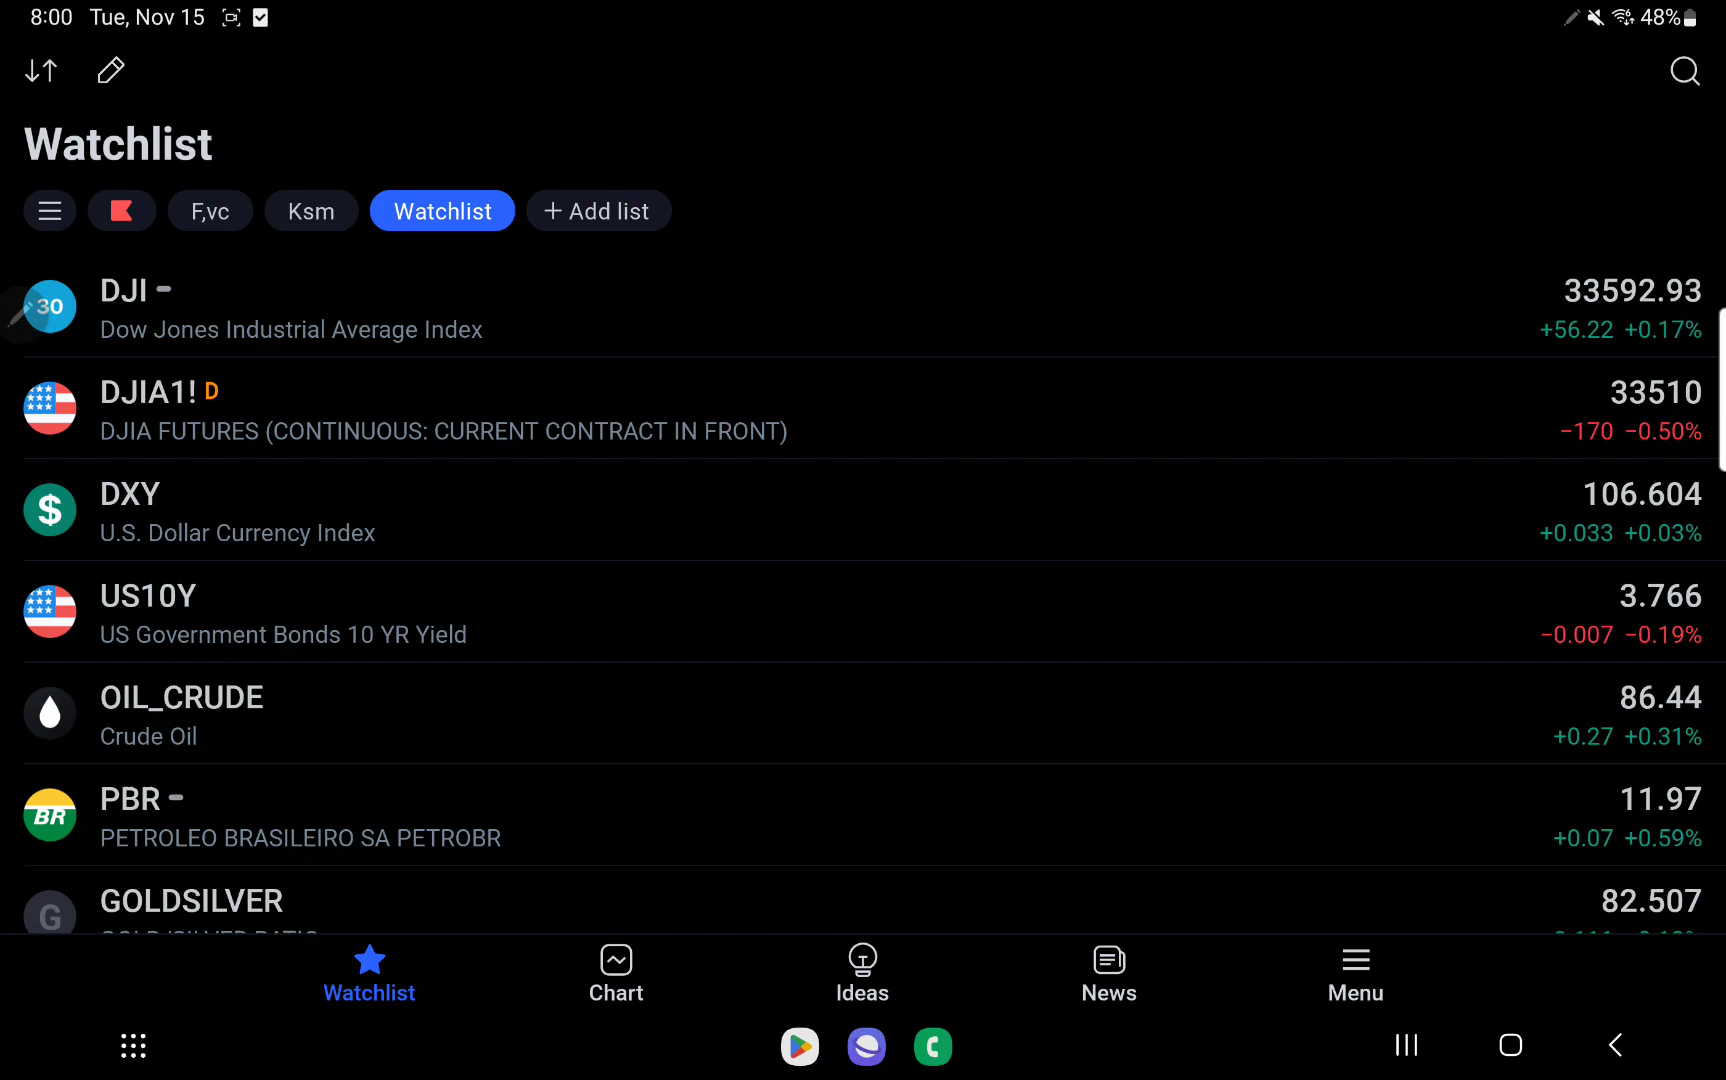 8:00 Tue, Nov 15 48%
Watchlist
F,vc Ksm Watchlist + Add list
30 DJI 33592.93
Dow Jones Industrial Average Index +56.22 +0.17%
DJIA1! D 33510
DJIA FUTURES (CONTINUOUS: CURRENT CONTRACT IN FRONT) −170 −0.50%
$ DXY 106.604
U.S. Dollar Currency Index +0.033 +0.03%
US10Y 3.766
US Government Bonds 10 YR Yield −0.007 −0.19%
OIL_CRUDE 86.44
Crude Oil +0.27 +0.31%
BR PBR 11.97
PETROLEO BRASILEIRO SA PETROBR +0.07 +0.59%
G GOLDSILVER 82.507
Watchlist Chart Ideas News Menu